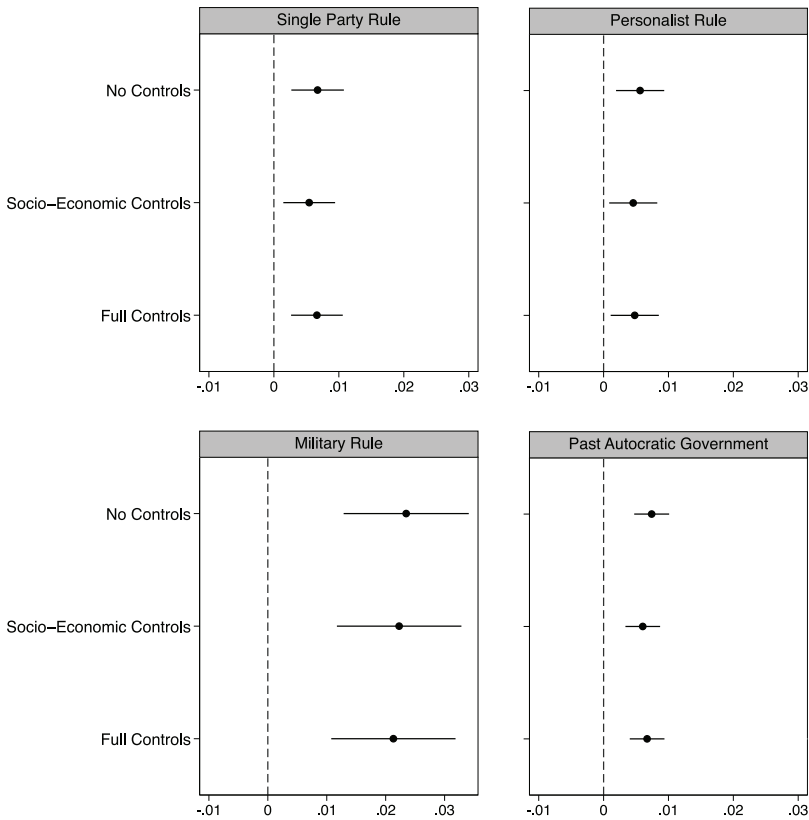 Single Party Rule
Personalist Rule
No Controls
Socio−Economic Controls
Full Controls
-.01 0 .01 .02 .03
-.01 0 .01 .02 .03
Military Rule
Past Autocratic Government
No Controls
Socio−Economic Controls
Full Controls
-.01 0 .01 .02 .03
-.01 0 .01 .02 .03